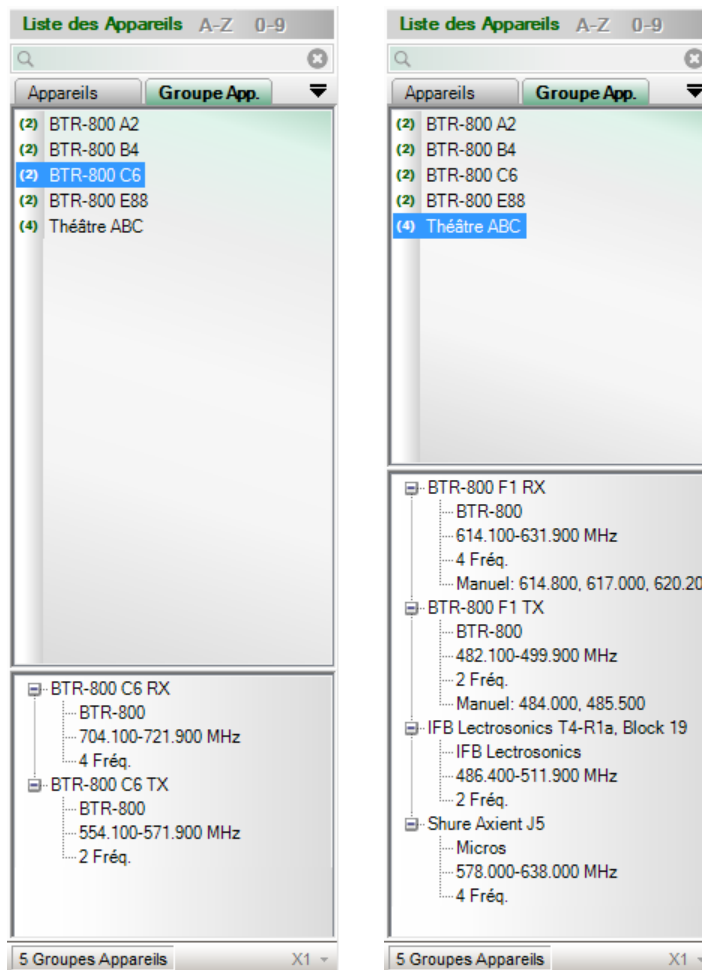 Liste des Appareils A-Z 0-9
Appareils Groupe App.
(2) BTR-800 A2
(2) BTR-800 B4
(2) BTR-800 C6
(2) BTR-800 E88
(4) Théâtre ABC
BTR-800 C6 RX
BTR-800
704.100-721.900 MHz
4 Fréq.
BTR-800 C6 TX
BTR-800
554.100-571.900 MHz
2 Fréq.
5 Groupes Appareils X1
Liste des Appareils A-Z 0-9
Appareils Groupe App.
(2) BTR-800 A2
(2) BTR-800 B4
(2) BTR-800 C6
(2) BTR-800 E88
(4) Théâtre ABC
BTR-800 F1 RX
BTR-800
614.100-631.900 MHz
4 Fréq.
Manuel: 614.800, 617.000, 620.20
BTR-800 F1 TX
BTR-800
482.100-499.900 MHz
2 Fréq.
Manuel: 484.000, 485.500
IFB Lectrosonics T4-R1a, Block 19
IFB Lectrosonics
486.400-511.900 MHz
2 Fréq.
Shure Axient J5
Micros
578.000-638.000 MHz
4 Fréq.
5 Groupes Appareils X1